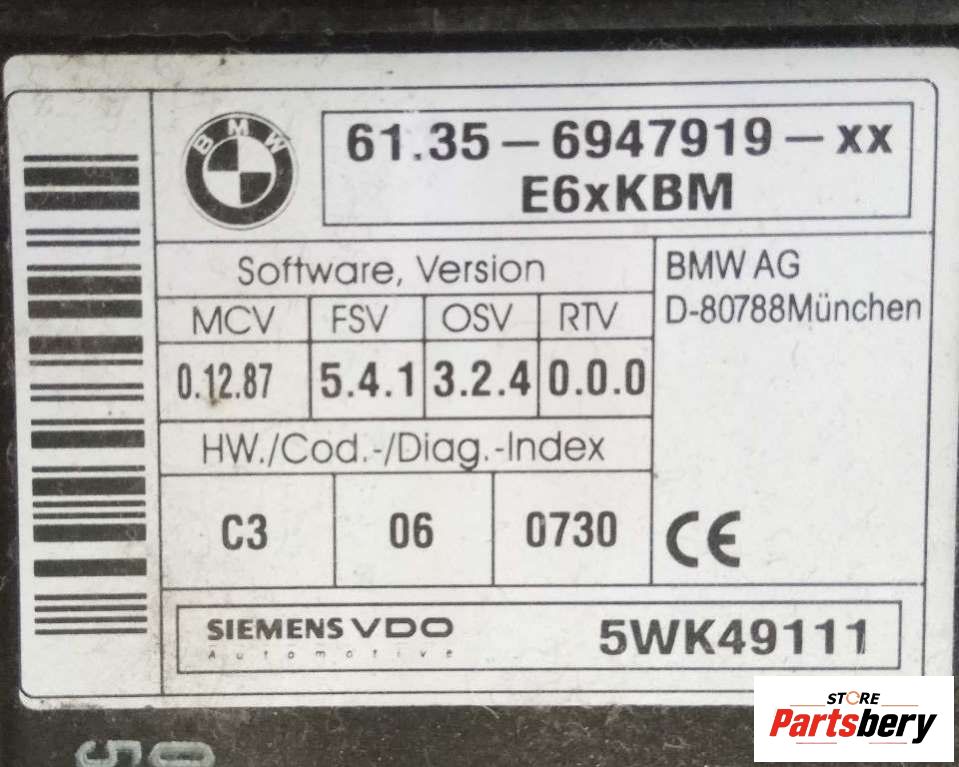 BMW
61.35-6947919-xx
E6xKBM
Software, Version
BMW AG
D-80788München
MCV FSV OSV RTV
0.12.87 5.4.1 3.2.4 0.0.0
HW./Cod.-/Diag.-Index
C3 06 0730
CE
SIEMENS VDO
Automotive
5WK49111
STORE
Partsbery
50